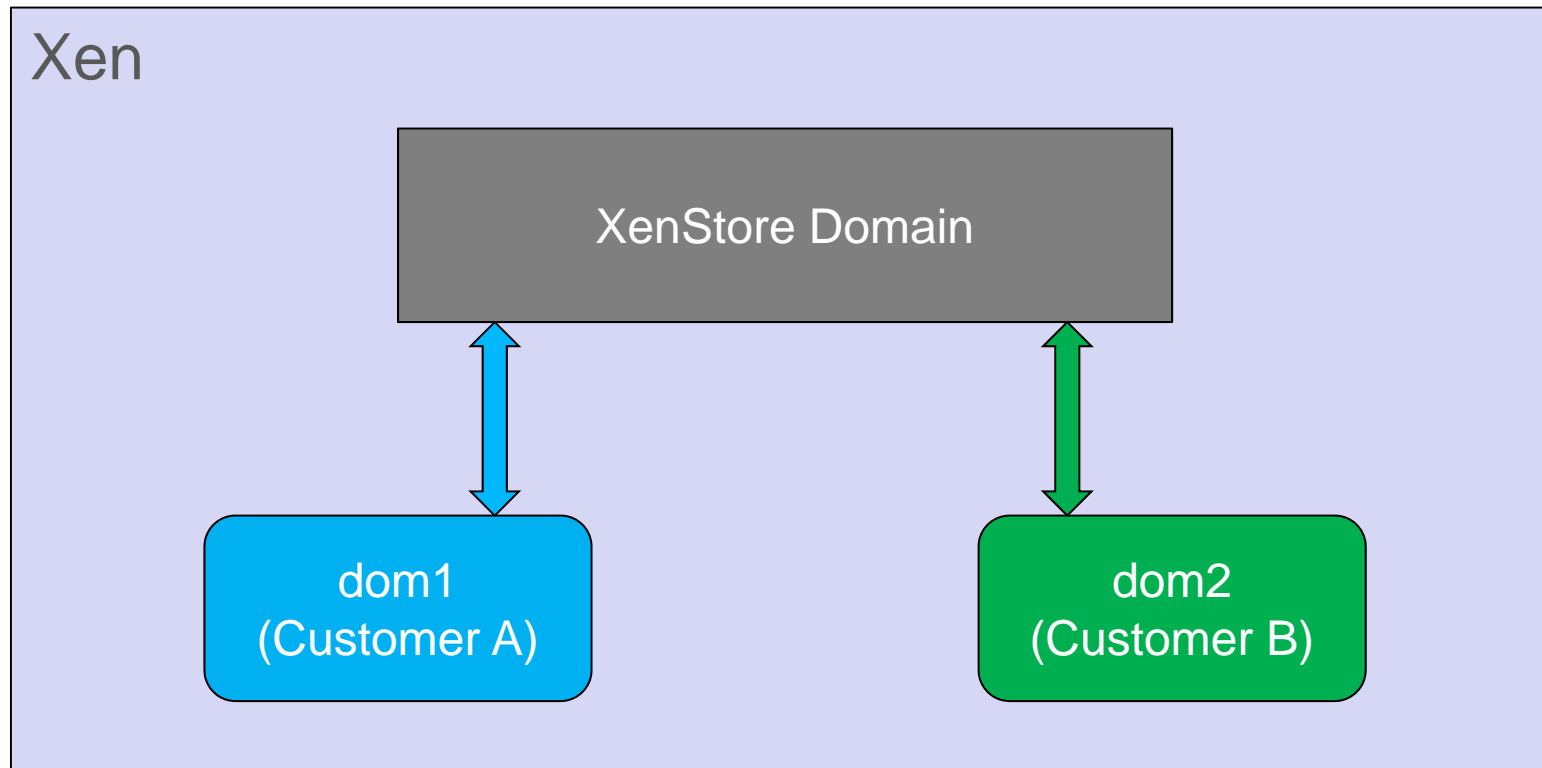 Xen
XenStore Domain
dom1
(Customer A)
dom2
(Customer B)